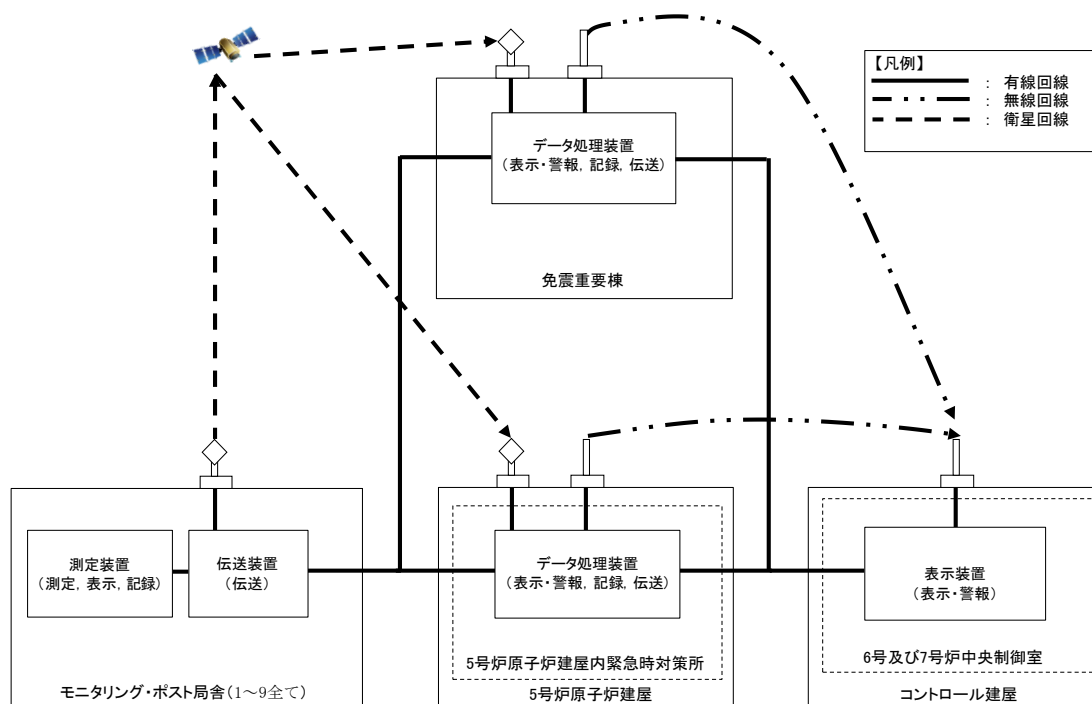 【凡例】
： 有線回線
： 無線回線
： 衛星回線
データ処理装置
（表示・警報，記録，伝送）
免震重要棟
測定装置
（測定，表示，記録）
伝送装置
（伝送）
モニタリング・ポスト局舎（1～9全て）
データ処理装置
（表示・警報，記録，伝送）
5号炉原子炉建屋内緊急時対策所
5号炉原子炉建屋
表示装置
（表示・警報）
6号及び7号炉中央制御室
コントロール建屋